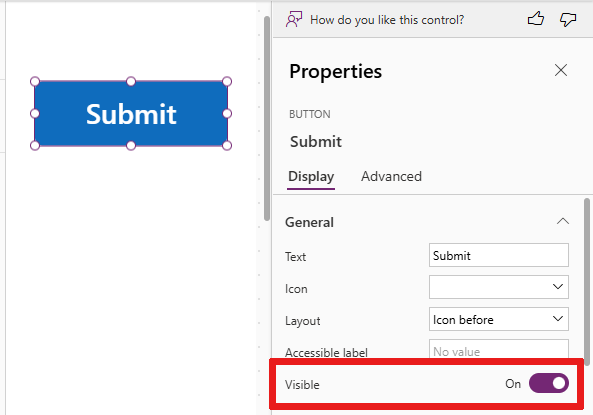 How do you like this control?
Submit
Properties
BUTTON
Submit
Display Advanced
General
Text Submit
Icon
Layout Icon before
Accessible label No value
Visible On